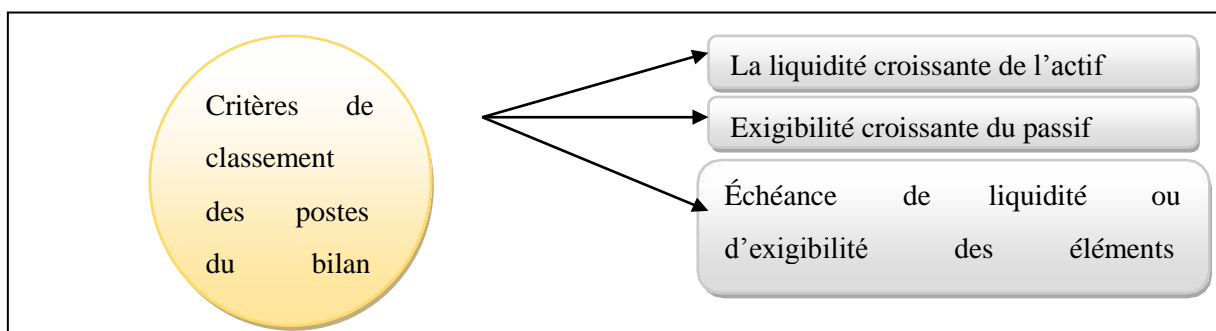 Critères de
classement
des postes
du bilan
La liquidité croissante de l’actif
Exigibilité croissante du passif
Échéance de liquidité ou
d’exigibilité des éléments